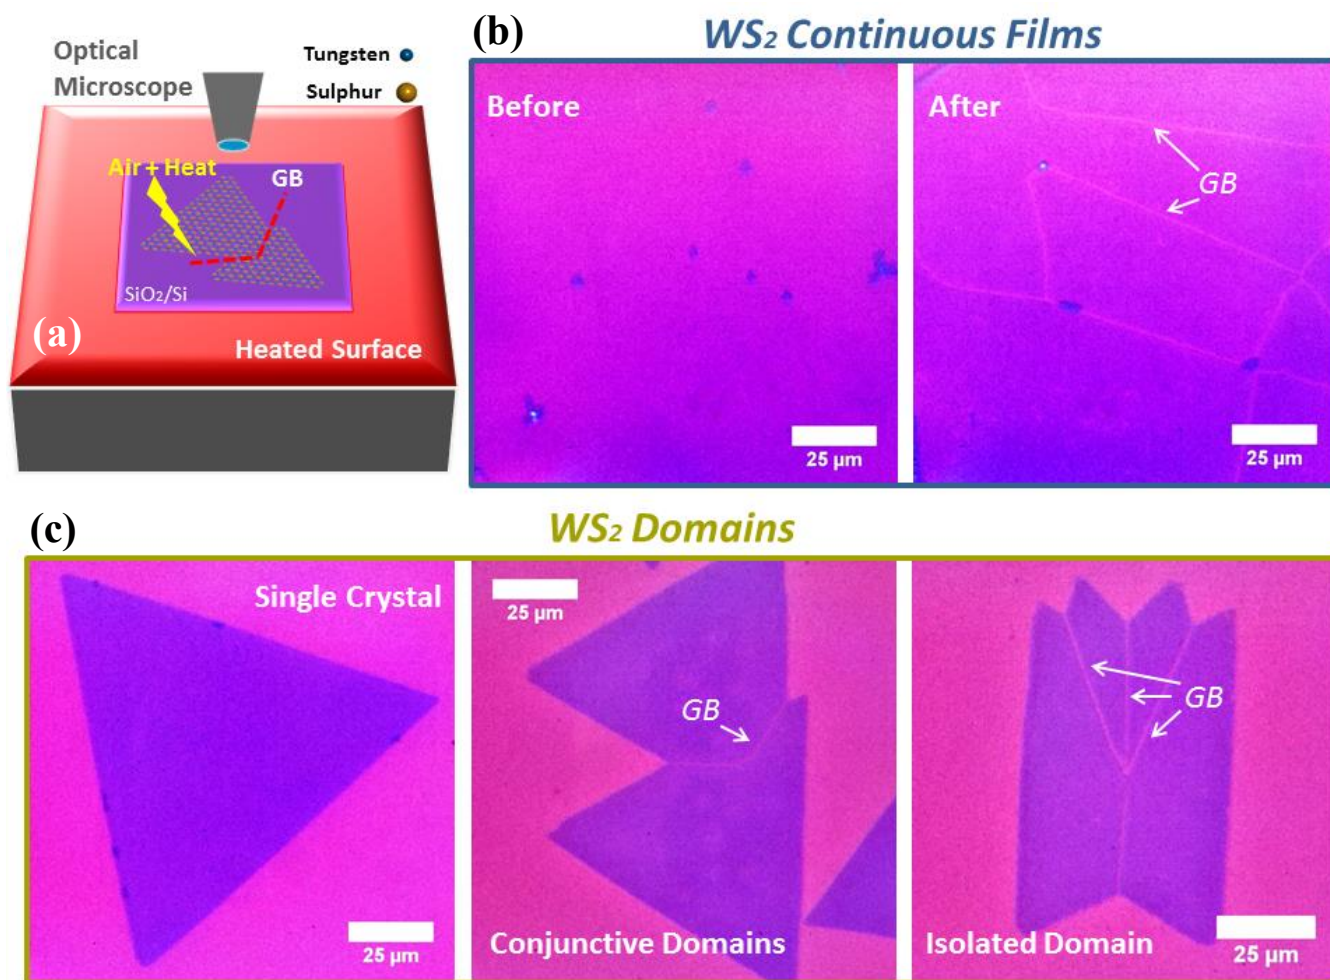 Optical
Microscope
Tungsten
Sulphur
Air + Heat
GB
SiO₂/Si
(a)
Heated Surface
(b)
WS₂ Continuous Films
Before
25 µm
After
GB
25 µm
(c)
WS₂ Domains
Single Crystal
25 µm
25 µm
GB
Conjunctive Domains
GB
Isolated Domain
25 µm